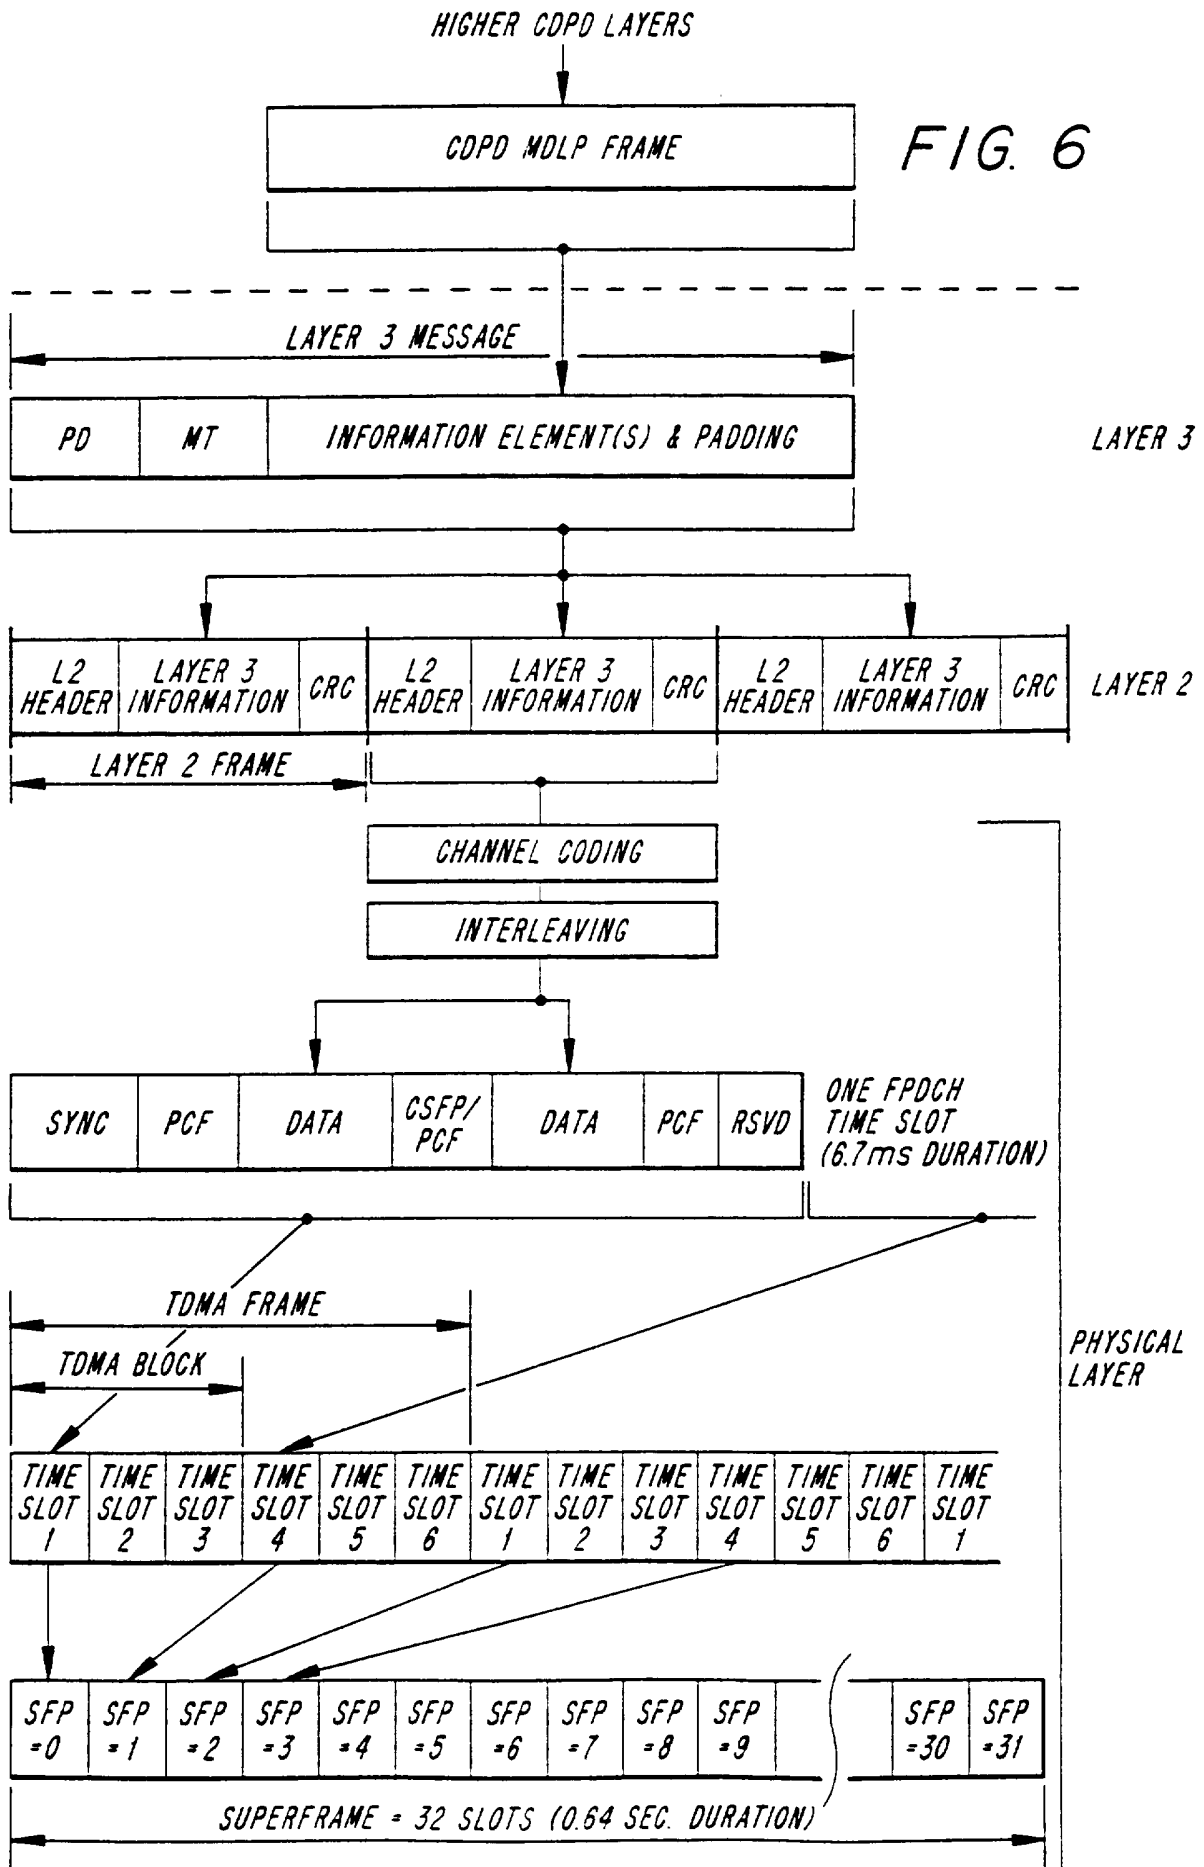 HIGHER CDPD LAYERS
CDPD MDLP FRAME
FIG. 6
LAYER 3 MESSAGE
PD
MT
INFORMATION ELEMENT(S) & PADDING
LAYER 3
L2
HEADER
LAYER 3
INFORMATION
CRC
L2
HEADER
LAYER 3
INFORMATION
CRC
L2
HEADER
LAYER 3
INFORMATION
CRC
LAYER 2
LAYER 2 FRAME
CHANNEL CODING
INTERLEAVING
SYNC
PCF
DATA
CSFP/
PCF
DATA
PCF
RSVD
ONE FPDCH
TIME SLOT
(6.7ms DURATION)
TDMA FRAME
TDMA BLOCK
PHYSICAL
LAYER
TIME
SLOT
1
TIME
SLOT
2
TIME
SLOT
3
TIME
SLOT
4
TIME
SLOT
5
TIME
SLOT
6
TIME
SLOT
1
TIME
SLOT
2
TIME
SLOT
3
TIME
SLOT
4
TIME
SLOT
5
TIME
SLOT
6
TIME
SLOT
1
SFP
=0
SFP
=1
SFP
=2
SFP
=3
SFP
=4
SFP
=5
SFP
=6
SFP
=7
SFP
=8
SFP
=9
SFP
=30
SFP
=31
SUPERFRAME = 32 SLOTS (0.64 SEC. DURATION)